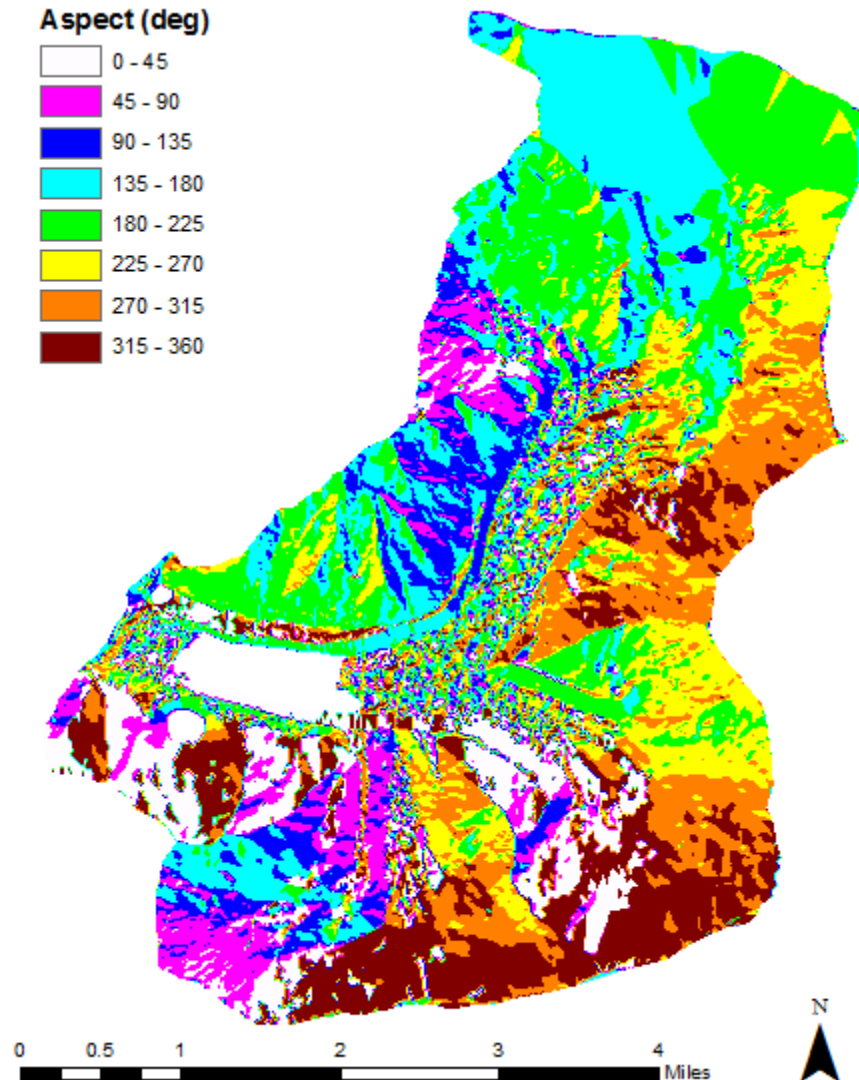 Aspect (deg)
0 - 45
45 - 90
90 - 135
135 - 180
180 - 225
225 - 270
270 - 315
315 - 360
N
0 0.5 1 2 3 4
Miles